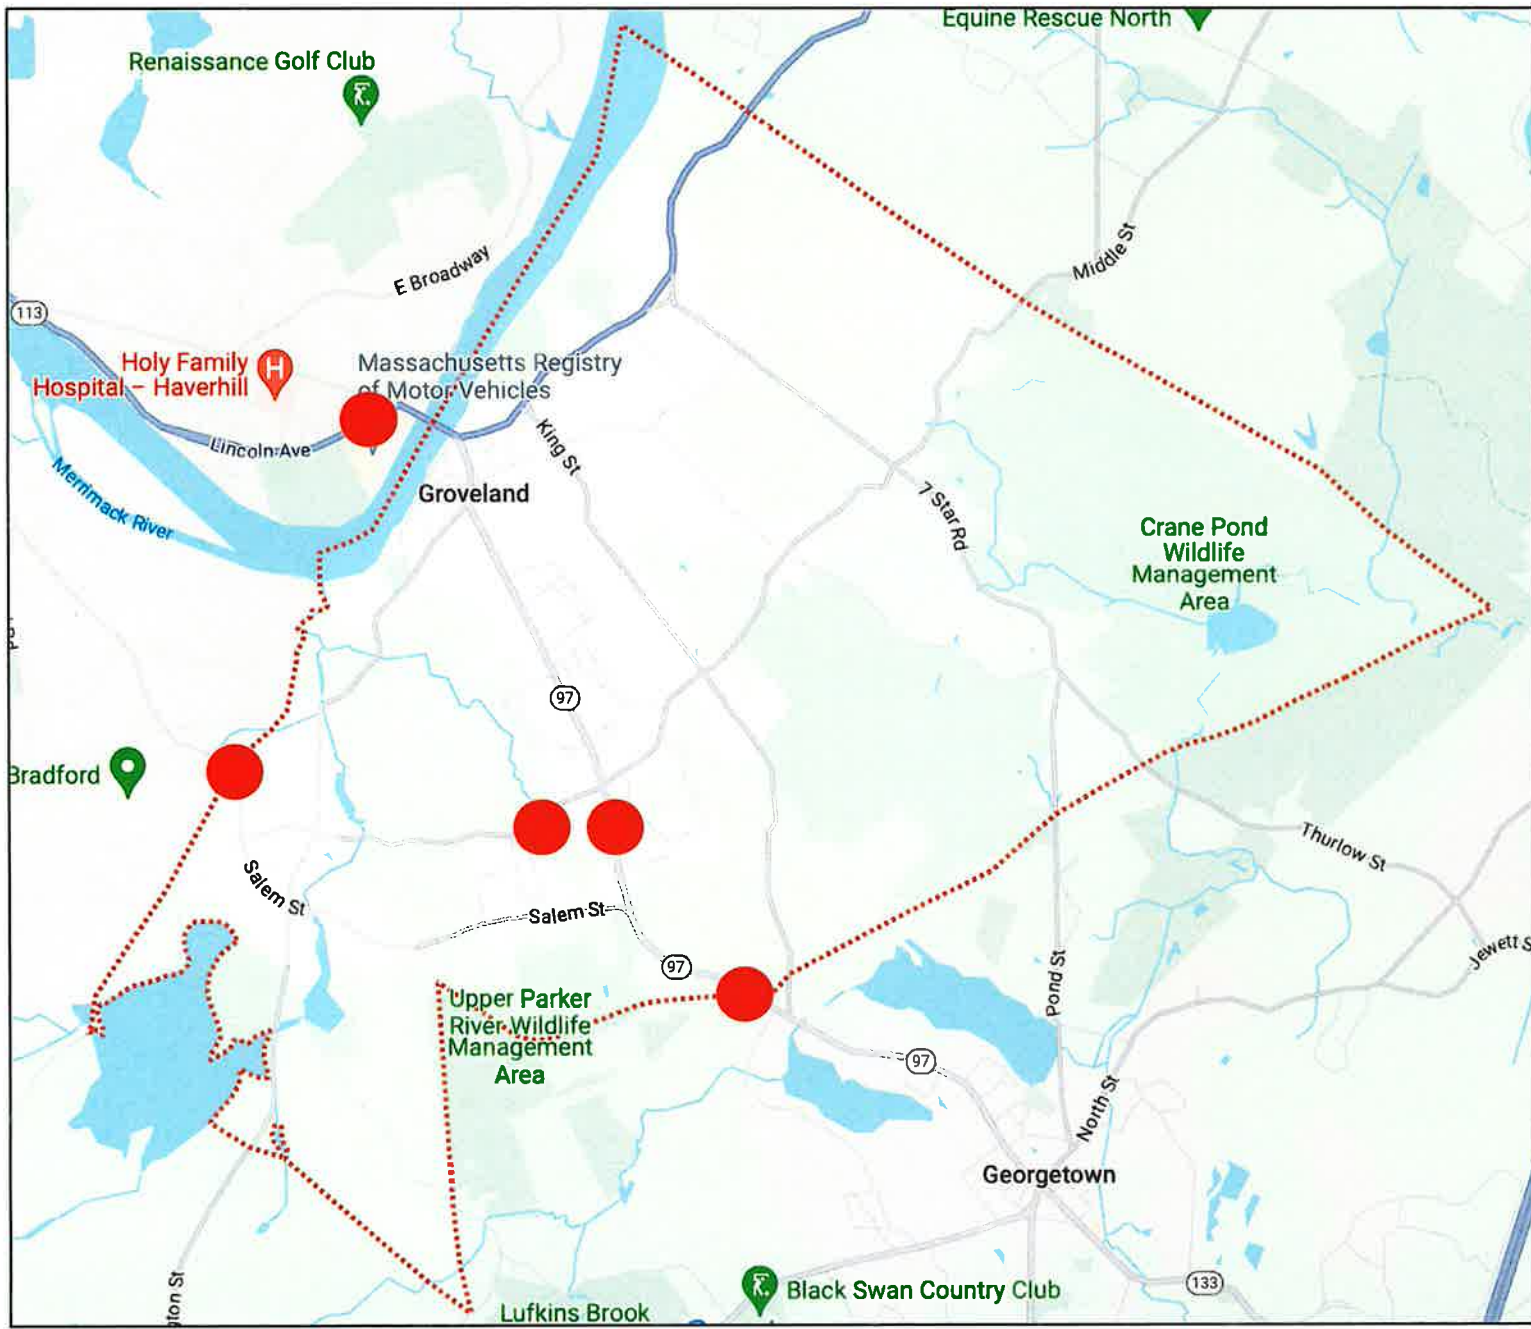 Equine Rescue North
Renaissance Golf Club
E Broadway
Middle St
113
Holy Family
Hospital – Haverhill
Massachusetts Registry
of Motor Vehicles
Lincoln Ave
King St
Merrimack River
Groveland
7 Star Rd
Crane Pond
Wildlife
Management
Area
97
Bradford
Thurlow St
Salem St
Salem St
97
Jewett S
Pond St
Upper Parker
River Wildlife
Management
Area
97
North St
Georgetown
gton St
Black Swan Country Club
133
Lufkins Brook